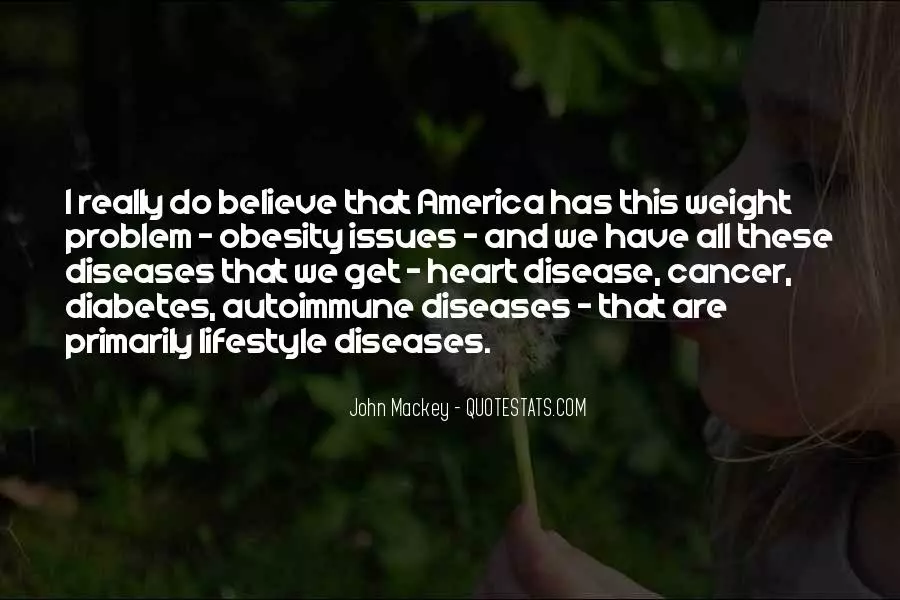 I really do believe that America has this weight
problem - obesity issues - and we have all these
diseases that we get - heart disease, cancer,
diabetes, autoimmune diseases - that are
primarily lifestyle diseases.
John Mackey - QUOTESTATS.COM